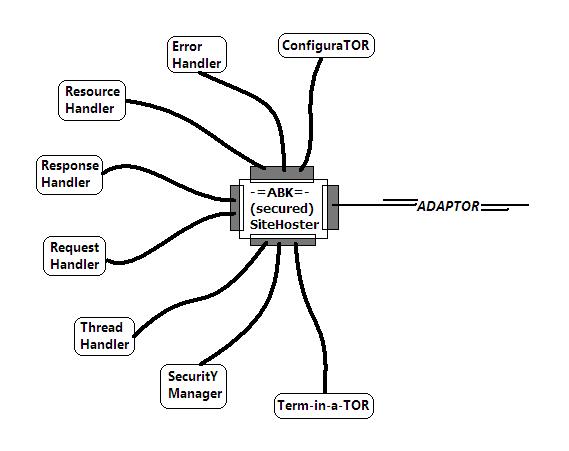 Error
Handler
ConfiguraTOR
Resource
Handler
Response
Handler
-=ABK=-
(secured)
SiteHoster
ADAPTOR
Request
Handler
Thread
Handler
SecuritY
Manager
Term-in-a-TOR